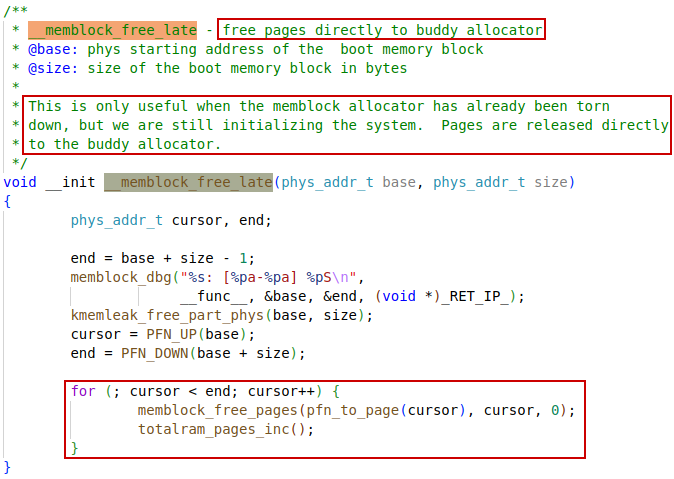 /**
 * __memblock_free_late - free pages directly to buddy allocator
 * @base: phys starting address of the  boot memory block
 * @size: size of the boot memory block in bytes
 *
 * This is only useful when the memblock allocator has already been torn
 * down, but we are still initializing the system.  Pages are released directly
 * to the buddy allocator.
 */
void __init __memblock_free_late(phys_addr_t base, phys_addr_t size)
{
        phys_addr_t cursor, end;

        end = base + size - 1;
        memblock_dbg("%s: [%pa-%pa] %pS\n",
                     __func__, &base, &end, (void *)_RET_IP_);
        kmemleak_free_part_phys(base, size);
        cursor = PFN_UP(base);
        end = PFN_DOWN(base + size);

        for (; cursor < end; cursor++) {
                memblock_free_pages(pfn_to_page(cursor), cursor, 0);
                totalram_pages_inc();
        }
}